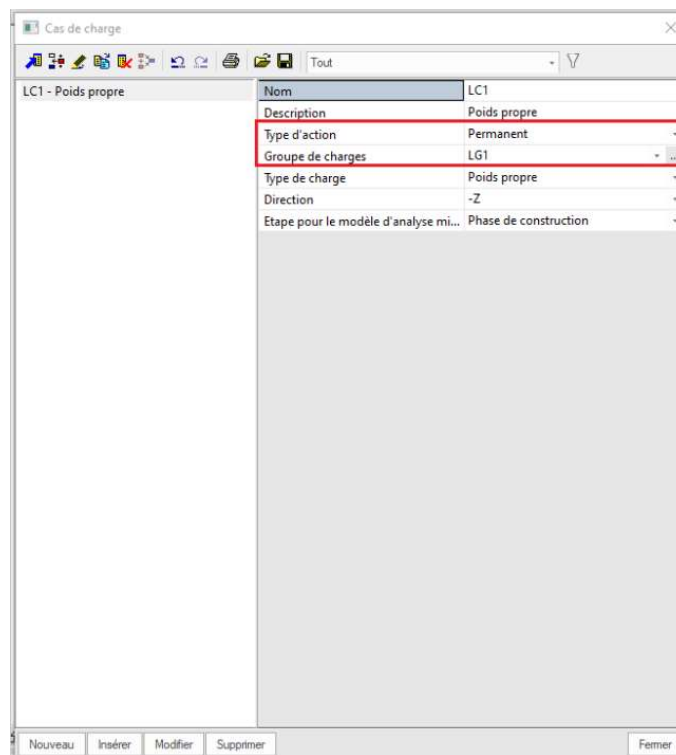 Cas de charge
Tout
LC1 - Poids propre
Nom LC1
Description Poids propre
Type d'action Permanent
Groupe de charges LG1
Type de charge Poids propre
Direction -Z
Etape pour le modèle d'analyse mi... Phase de construction
Nouveau Insérer Modifier Supprimer Fermer